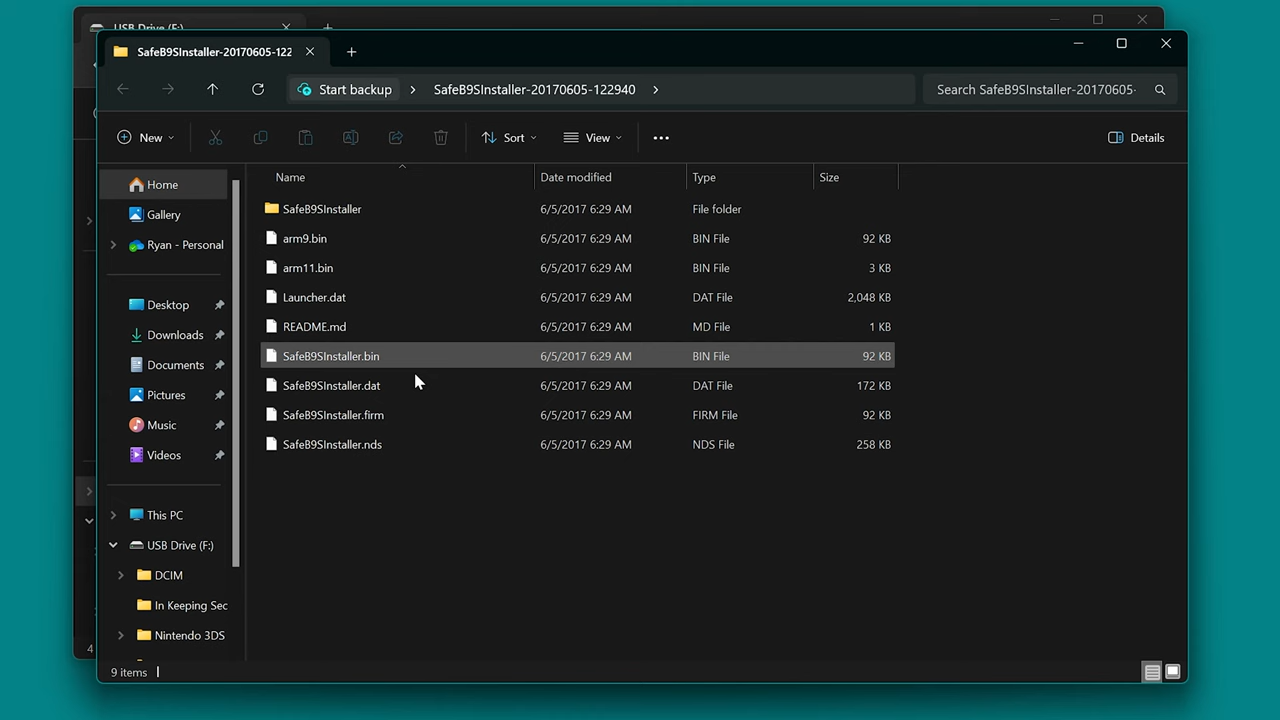 USB Drive (F:)
SafeB9SInstaller-20170605-122
Start backup
SafeB9SInstaller-20170605-122940
Search SafeB9SInstaller-20170605-
New
Sort
View
Details
Home
Gallery
Ryan - Personal
Desktop
Downloads
Documents
Pictures
Music
Videos
This PC
USB Drive (F:)
DCIM
In Keeping Sec
Nintendo 3DS
Name Date modified Type Size
SafeB9SInstaller 6/5/2017 6:29 AM File folder
arm9.bin 6/5/2017 6:29 AM BIN File 92 KB
arm11.bin 6/5/2017 6:29 AM BIN File 3 KB
Launcher.dat 6/5/2017 6:29 AM DAT File 2,048 KB
README.md 6/5/2017 6:29 AM MD File 1 KB
SafeB9SInstaller.bin 6/5/2017 6:29 AM BIN File 92 KB
SafeB9SInstaller.dat 6/5/2017 6:29 AM DAT File 172 KB
SafeB9SInstaller.firm 6/5/2017 6:29 AM FIRM File 92 KB
SafeB9SInstaller.nds 6/5/2017 6:29 AM NDS File 258 KB
4
9 items